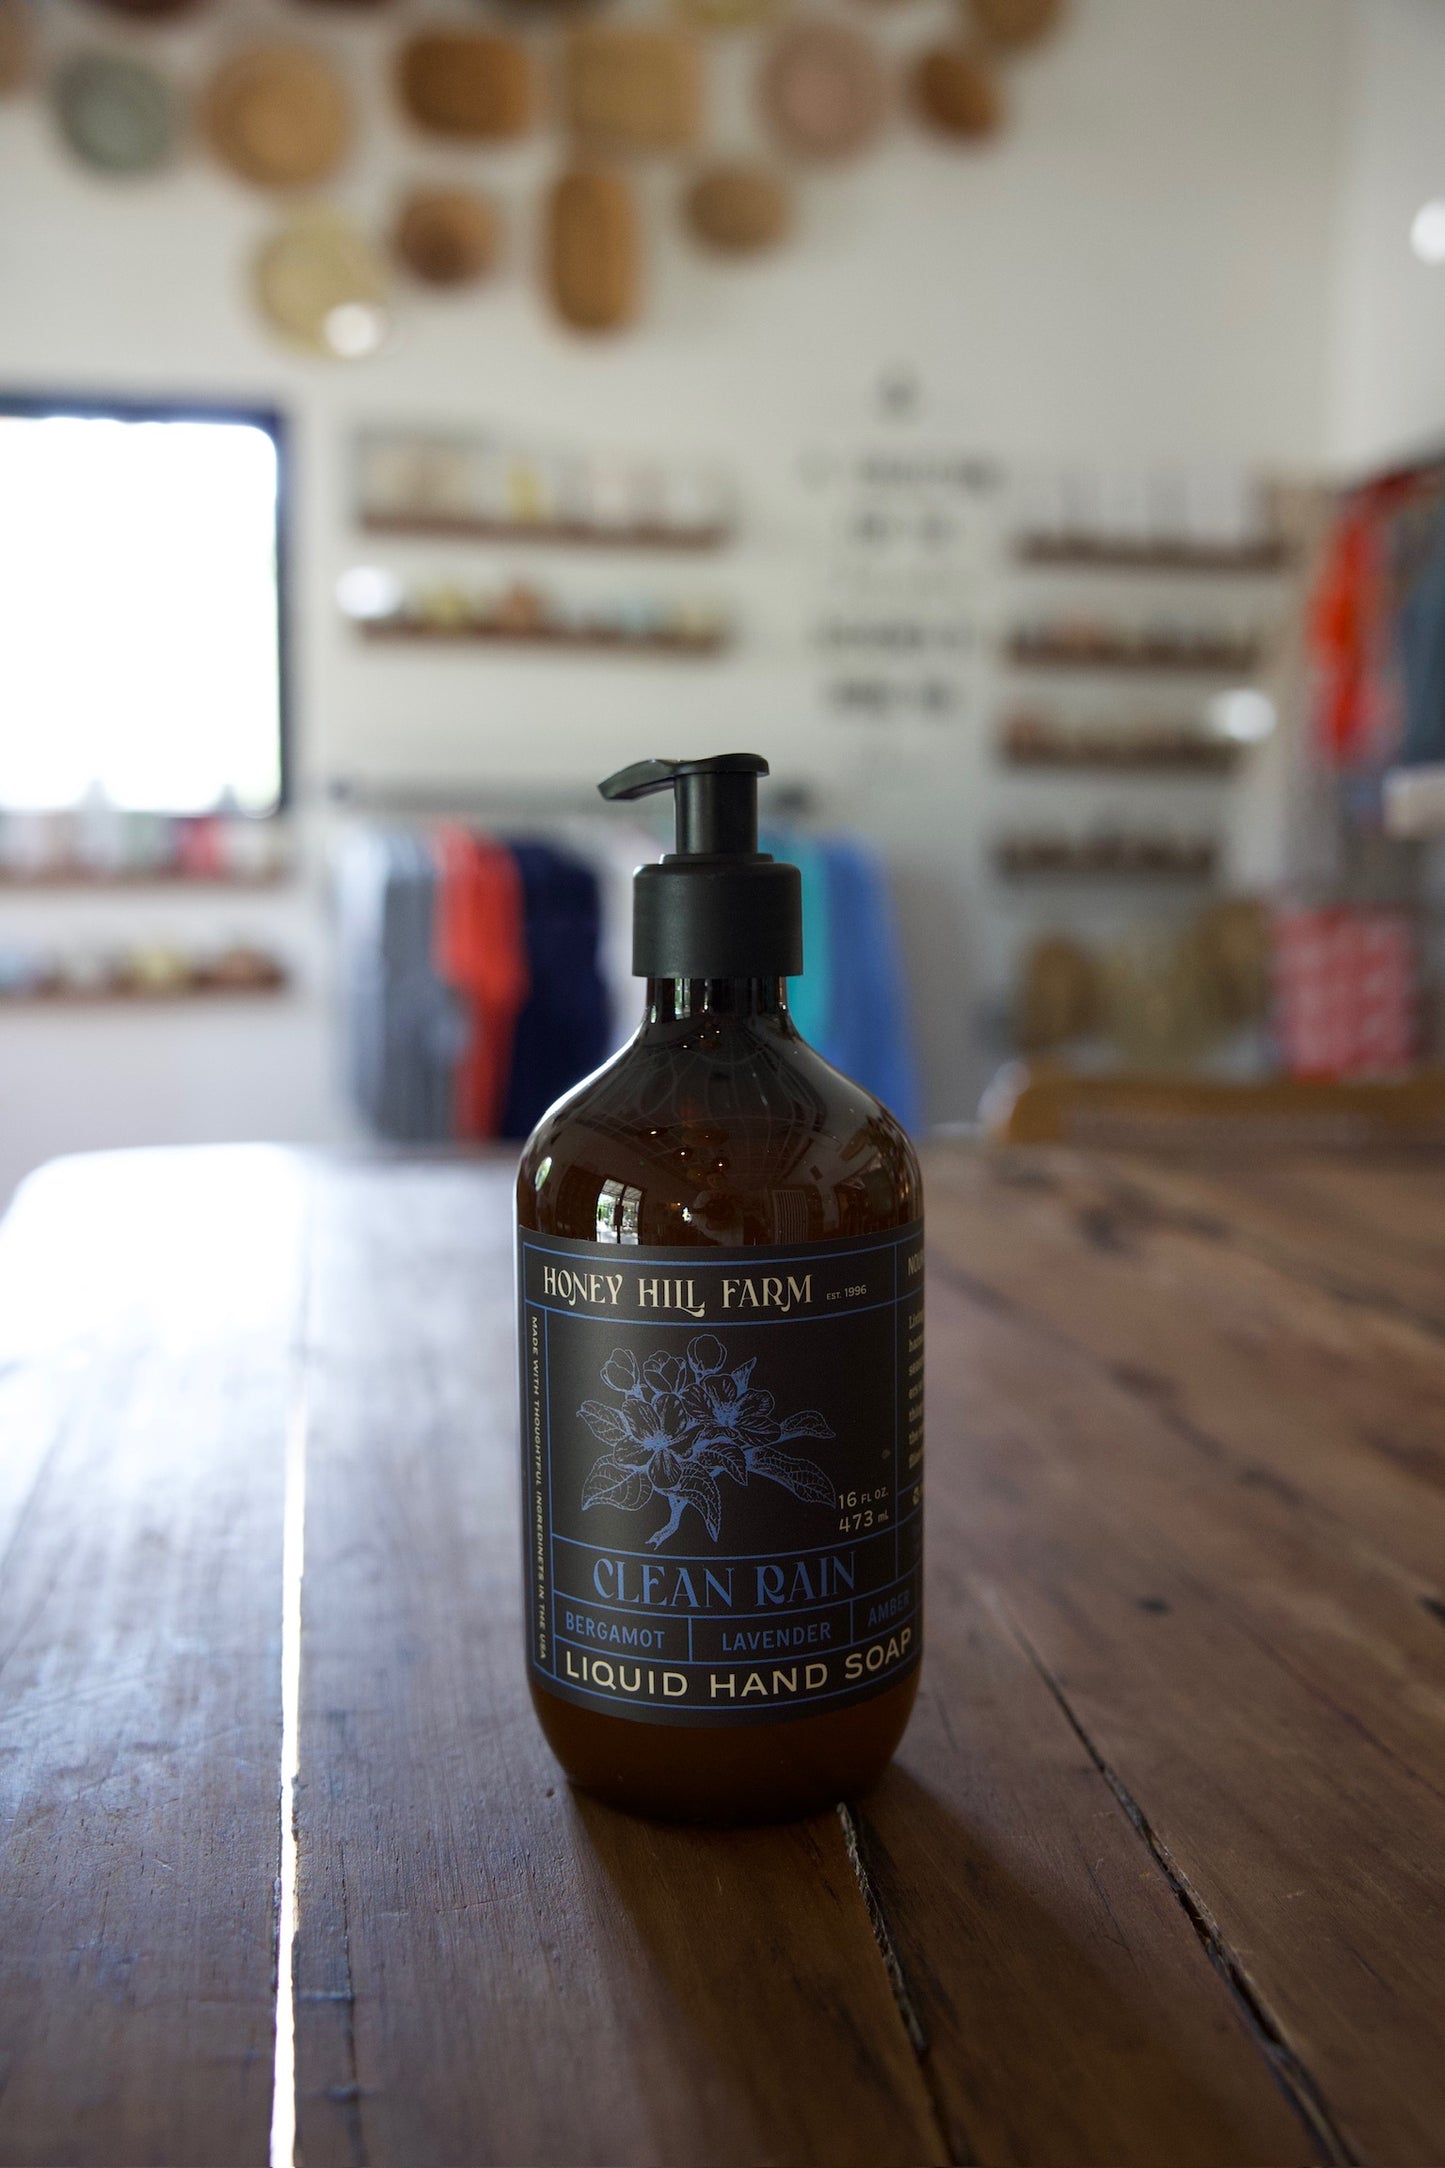 HONEY HILL FARM EST. 1996
MADE WITH THOUGHTFUL INGREDINETS IN THE USA
16 FL OZ.
473 mL
CLEAN RAIN
BERGAMOT LAVENDER AMBER
LIQUID HAND SOAP